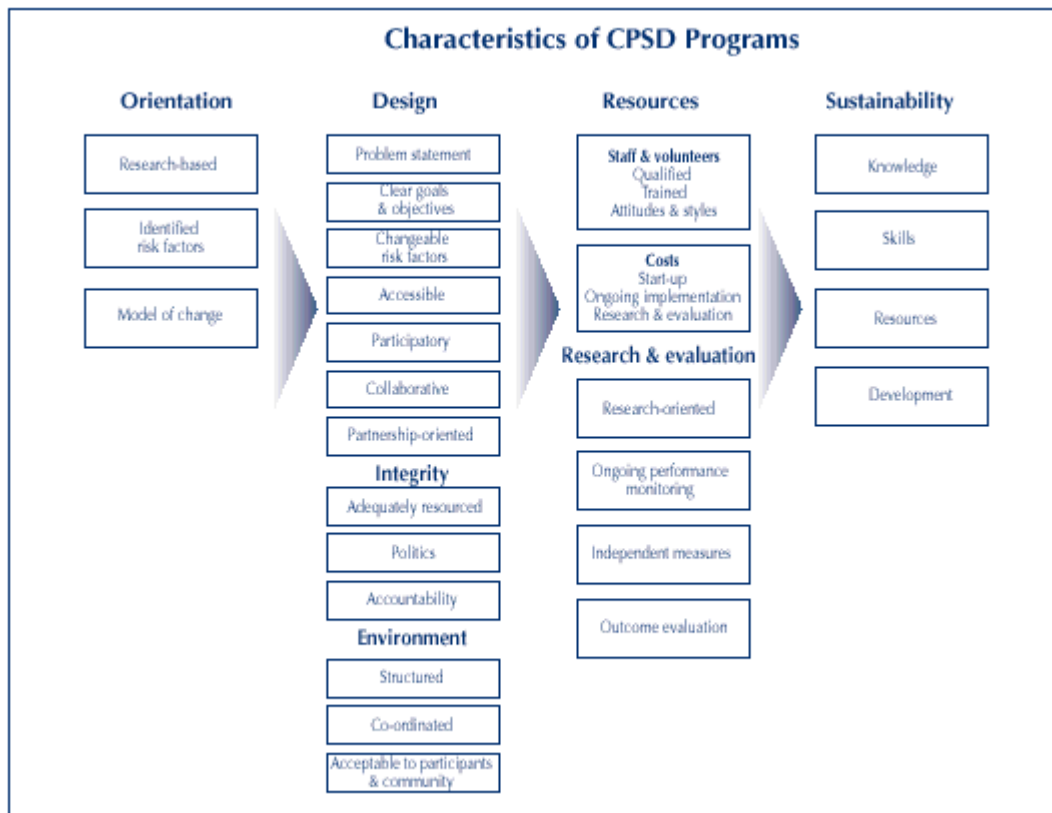 Characteristics of CPSD Programs
Orientation
Research-based
Identified
risk factors
Model of change
Design
Problem statement
Clear goals
& objectives
Changeable
risk factors
Accessible
Participatory
Collaborative
Partnership-oriented
Integrity
Adequately resourced
Politics
Accountability
Environment
Structured
Co-ordinated
Acceptable to participants
& community
Resources
Staff & volunteers
Qualified
Trained
Attitudes & styles
Costs
Start-up
Ongoing implementation
Research & evaluation
Research & evaluation
Research-oriented
Ongoing performance
monitoring
Independent measures
Outcome evaluation
Sustainability
Knowledge
Skills
Resources
Development